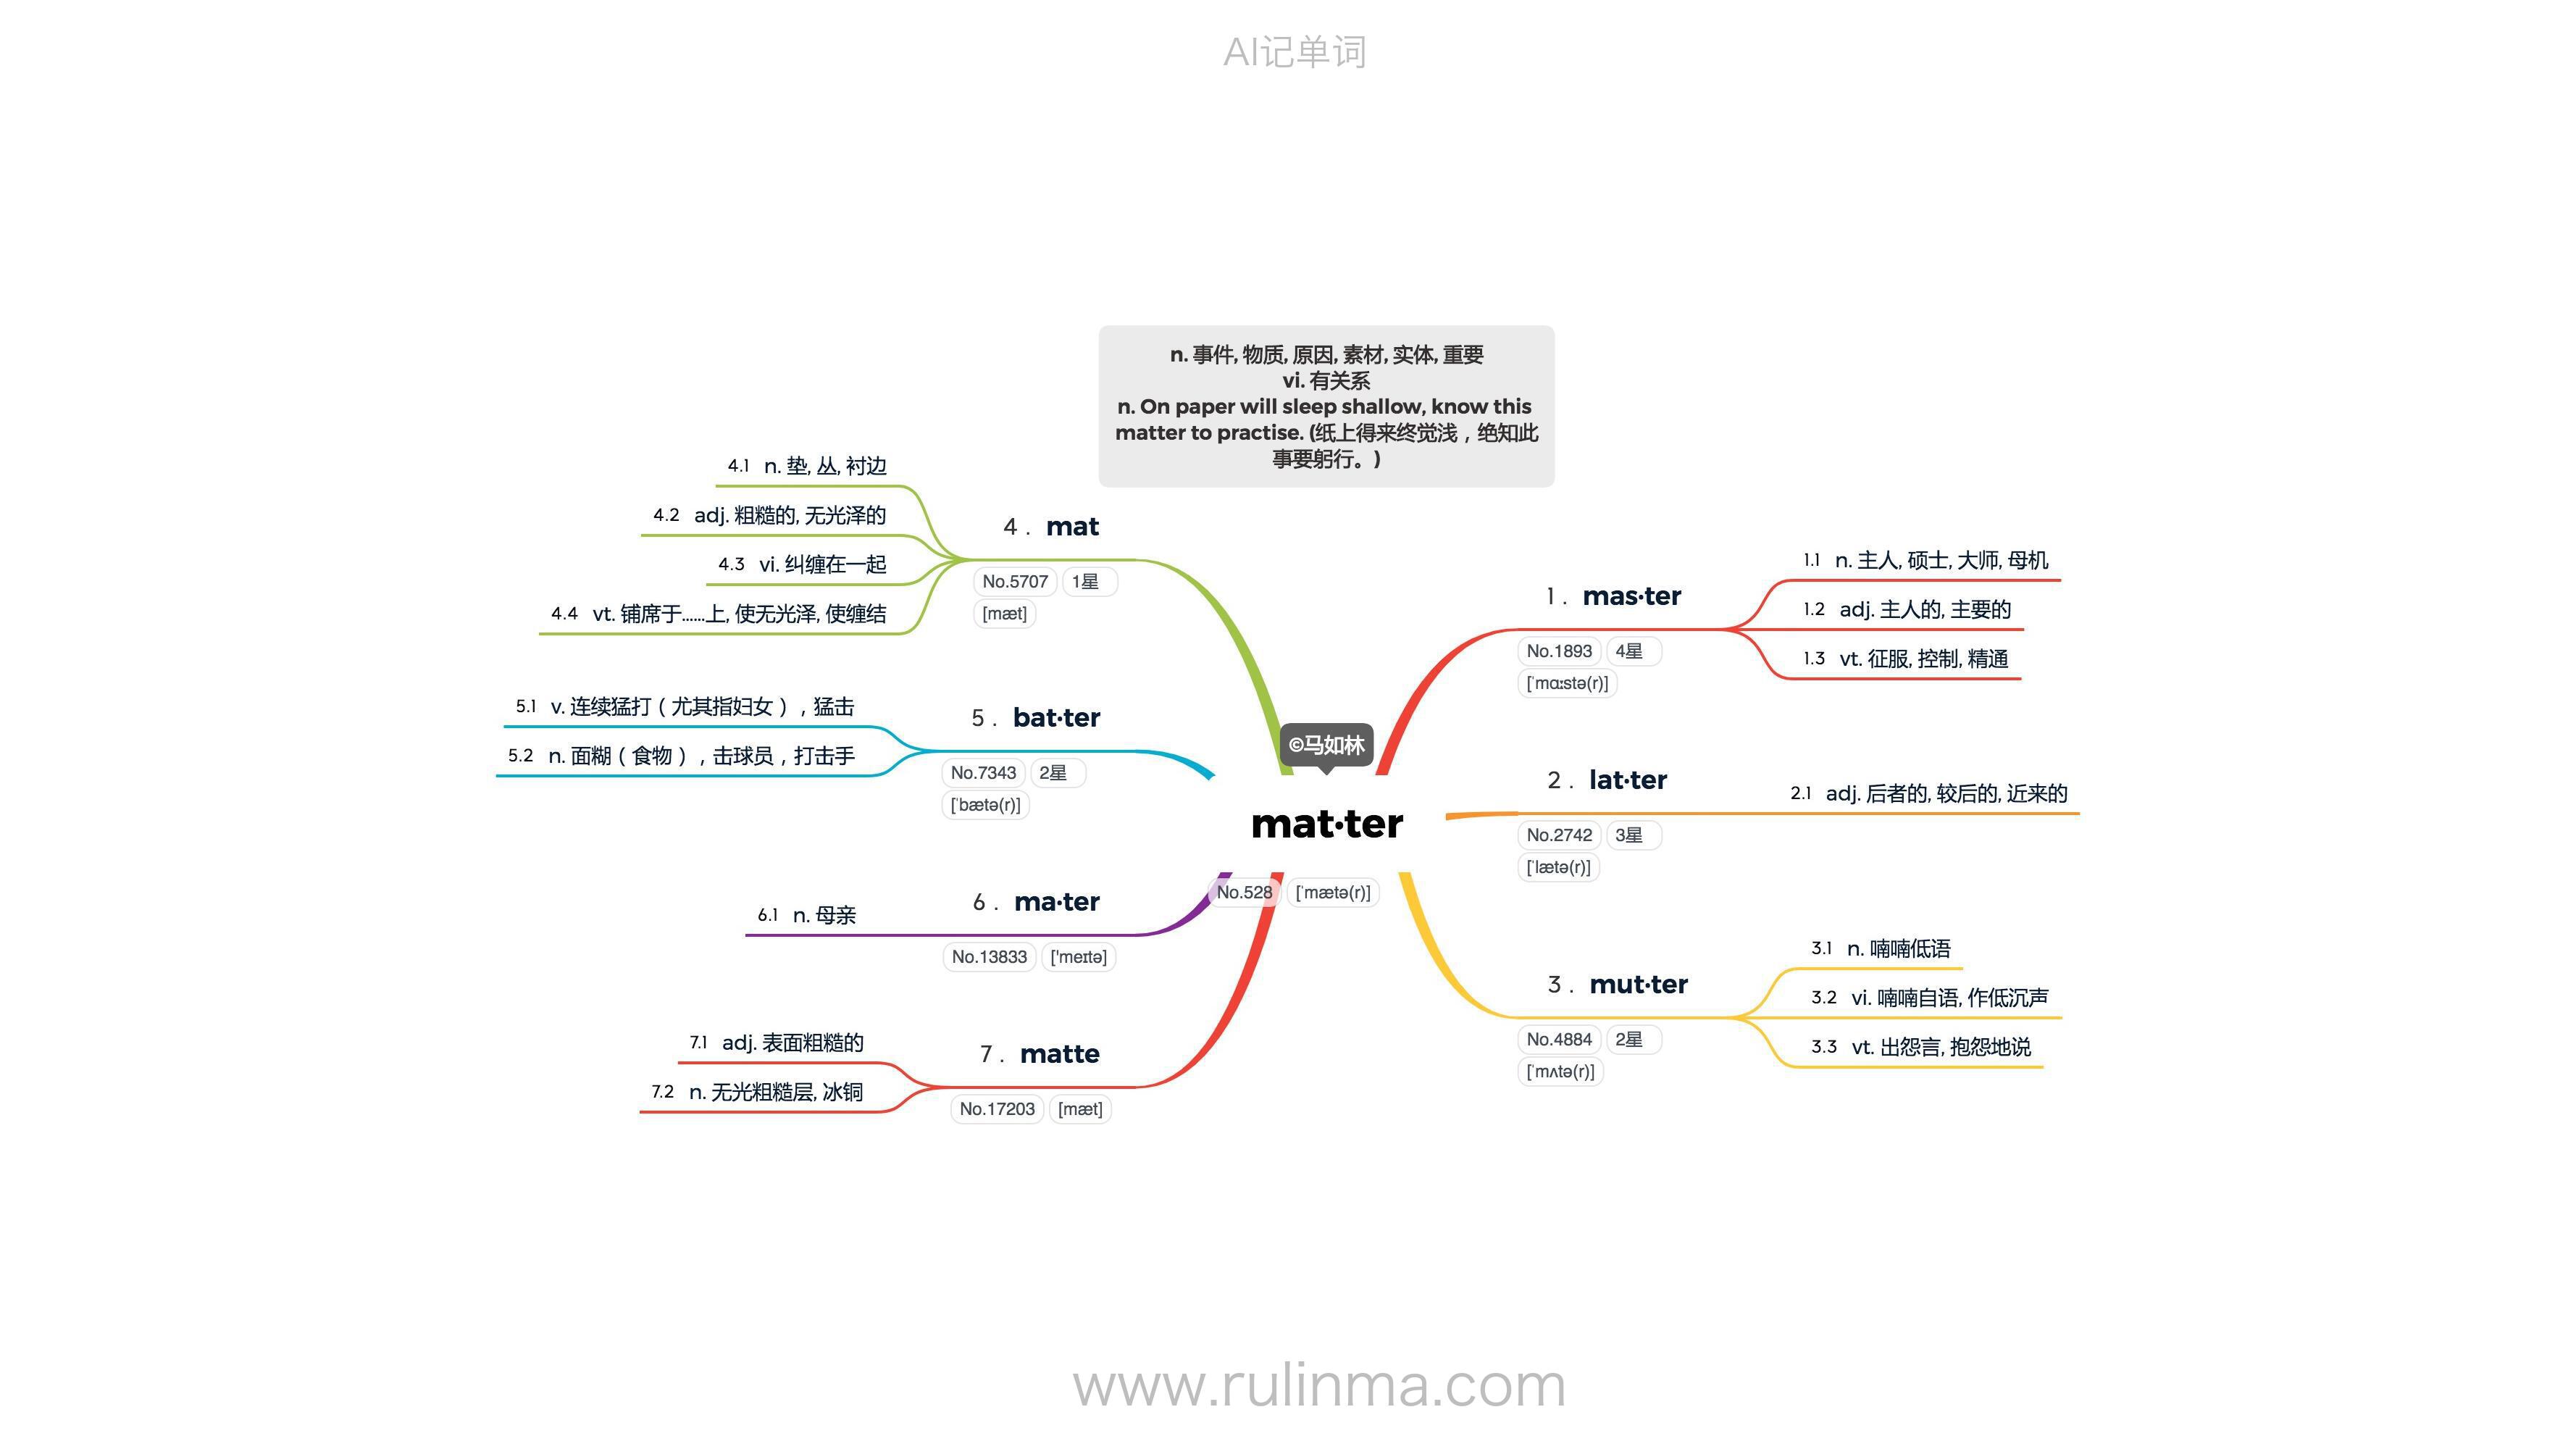 AI记单词
n. 事件, 物质, 原因, 素材, 实体, 重要
vi. 有关系
n. On paper will sleep shallow, know this
matter to practise. (纸上得来终觉浅，绝知此
事要躬行。)
©马如林
mat·ter
No.528 [ˈmætə(r)]
1. mas·ter
No.1893 4星
[ˈmɑːstə(r)]
1.1 n. 主人, 硕士, 大师, 母机
1.2 adj. 主人的, 主要的
1.3 vt. 征服, 控制, 精通
2. lat·ter
No.2742 3星
[ˈlætə(r)]
2.1 adj. 后者的, 较后的, 近来的
3. mut·ter
No.4884 2星
[ˈmʌtə(r)]
3.1 n. 喃喃低语
3.2 vi. 喃喃自语, 作低沉声
3.3 vt. 出怨言, 抱怨地说
4. mat
No.5707 1星
[mæt]
4.1 n. 垫, 丛, 衬边
4.2 adj. 粗糙的, 无光泽的
4.3 vi. 纠缠在一起
4.4 vt. 铺席于……上, 使无光泽, 使缠结
5. bat·ter
No.7343 2星
[ˈbætə(r)]
5.1 v. 连续猛打（尤其指妇女），猛击
5.2 n. 面糊（食物），击球员，打击手
6. ma·ter
No.13833 ['meɪtə]
6.1 n. 母亲
7. matte
No.17203 [mæt]
7.1 adj. 表面粗糙的
7.2 n. 无光粗糙层, 冰铜
www.rulinma.com